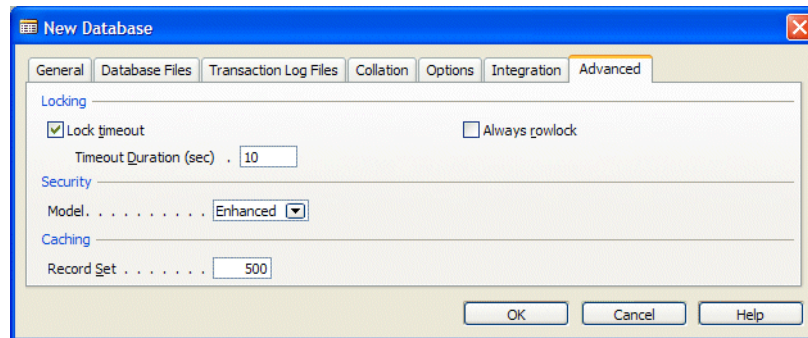 New Database
General Database Files Transaction Log Files Collation Options Integration Advanced
Locking
Lock timeout Always rowlock
Timeout Duration (sec) . 10
Security
Model. . . . . . . . . . Enhanced
Caching
Record Set . . . . . . . 500
OK Cancel Help